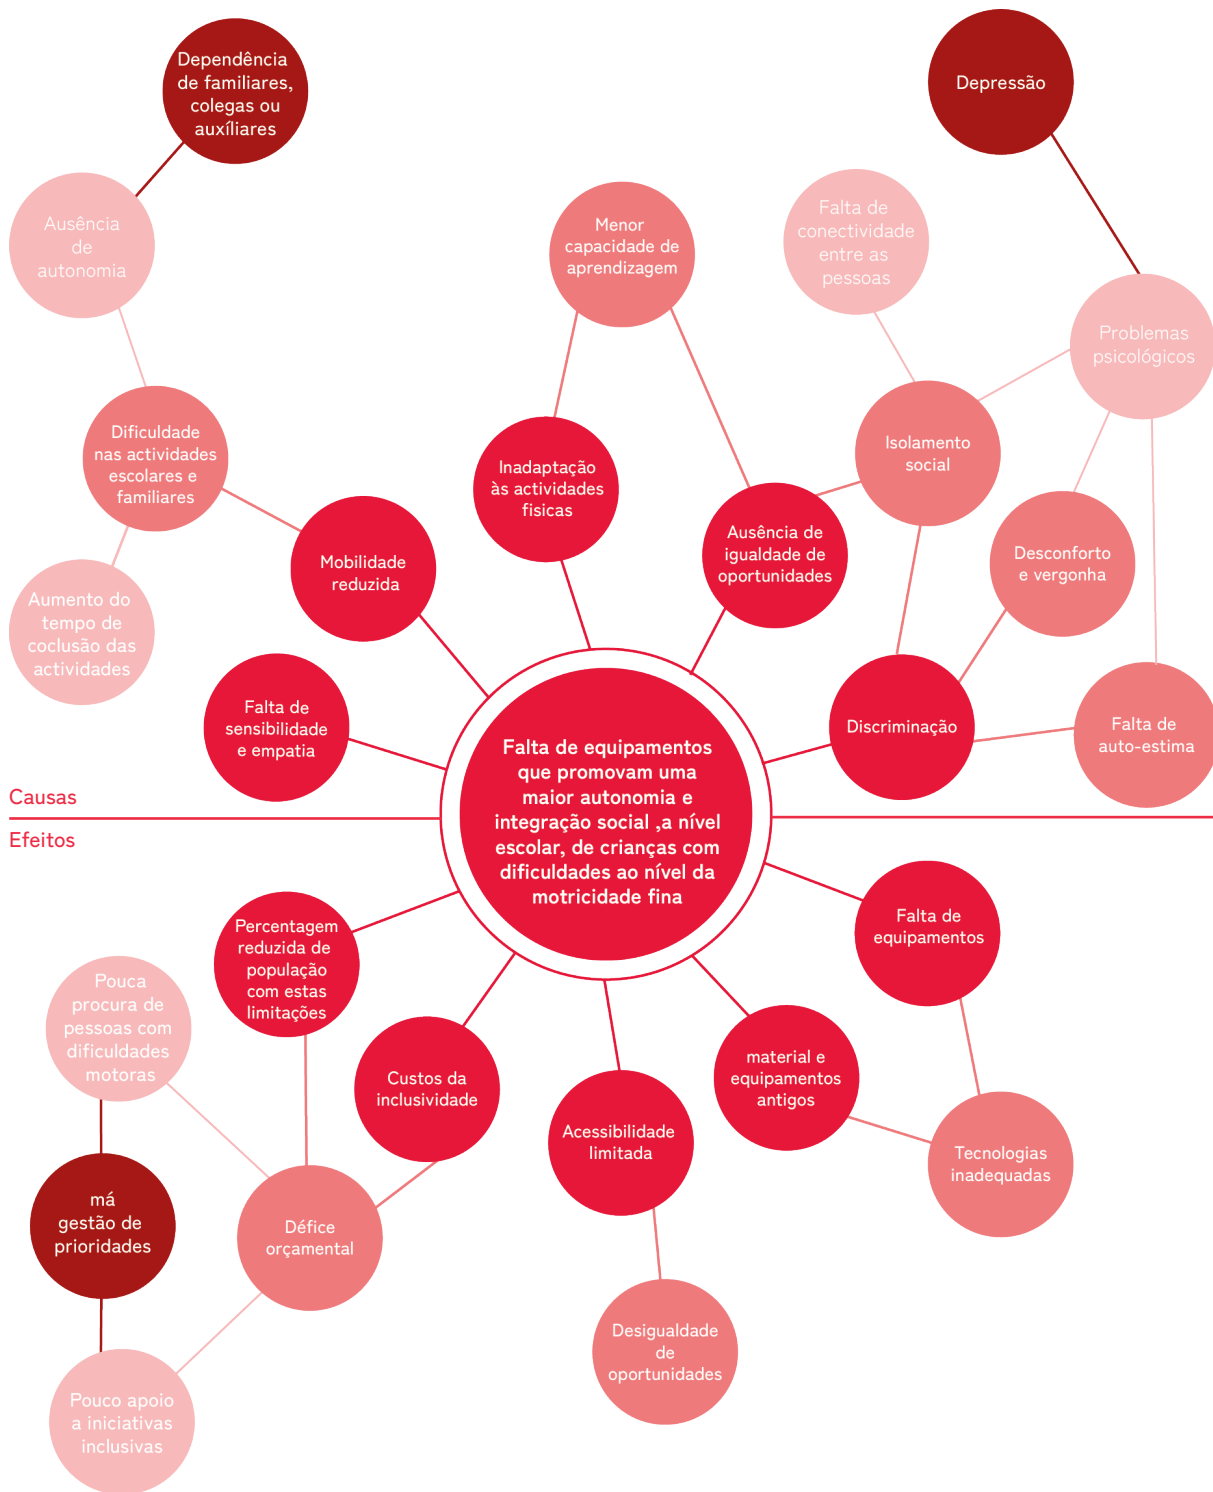 Dependência
de familiares,
colegas ou
auxíliares
Depressão
Ausência
de
autonomia
Menor
capacidade de
aprendizagem
Falta de
conectividade
entre as
pessoas
Problemas
psicológicos
Dificuldade
nas actividades
escolares e
familiares
Inadaptação
às actividades
fisicas
Isolamento
social
Mobilidade
reduzida
Ausência de
igualdade de
oportunidades
Desconforto
e vergonha
Aumento do
tempo de
coclusão das
actividades
Falta de
sensibilidade
e empatia
Discriminação
Falta de
auto-estima
Falta de equipamentos
que promovam uma
maior autonomia e
integração social ,a nível
escolar, de crianças com
dificuldades ao nível da
motricidade fina
Causas
Efeitos
Percentagem
reduzida de
população
com estas
limitações
Falta de
equipamentos
Pouca
procura de
pessoas com
dificuldades
motoras
Custos da
inclusividade
material e
equipamentos
antigos
Acessibilidade
limitada
Tecnologias
inadequadas
má
gestão de
prioridades
Défice
orçamental
Desigualdade
de
oportunidades
Pouco apoio
a iniciativas
inclusivas